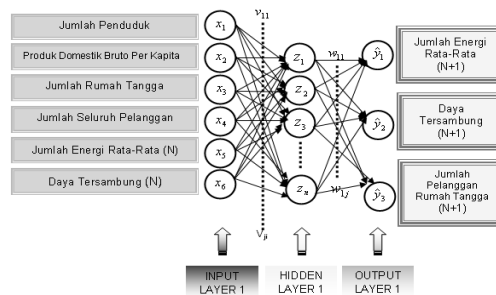 Jumlah Penduduk
Produk Domestik Bruto Per Kapita
Jumlah Rumah Tangga
Jumlah Seluruh Pelanggan
Jumlah Energi Rata-Rata (N)
Daya Tersambung (N)
x1
x2
x3
x4
x5
x6
v11
Vji
z1
z2
z3
zn
w11
w1j
ŷ1
ŷ2
ŷ3
Jumlah Energi
Rata-Rata
(N+1)
Daya
Tersambung
(N+1)
Jumlah
Pelanggan
Rumah Tangga
(N+1)
INPUT
LAYER 1
HIDDEN
LAYER 1
OUTPUT
LAYER 1